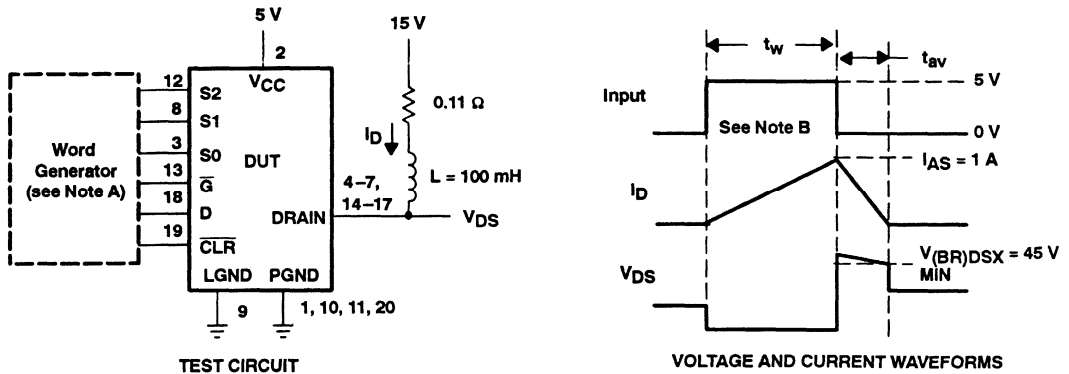 5 V
2
VCC
15 V
0.11 Ω
ID
L = 100 mH
Word
Generator
(see Note A)
12 S2
8 S1
3 S0
13 G̅
18 D
19 C̅L̅R̅
DUT
DRAIN
4–7,
14–17
VDS
LGND PGND
9
1, 10, 11, 20
TEST CIRCUIT
tw
tav
Input
See Note B
5 V
0 V
IAS = 1 A
ID
V(BR)DSX = 45 V
MIN
VDS
VOLTAGE AND CURRENT WAVEFORMS